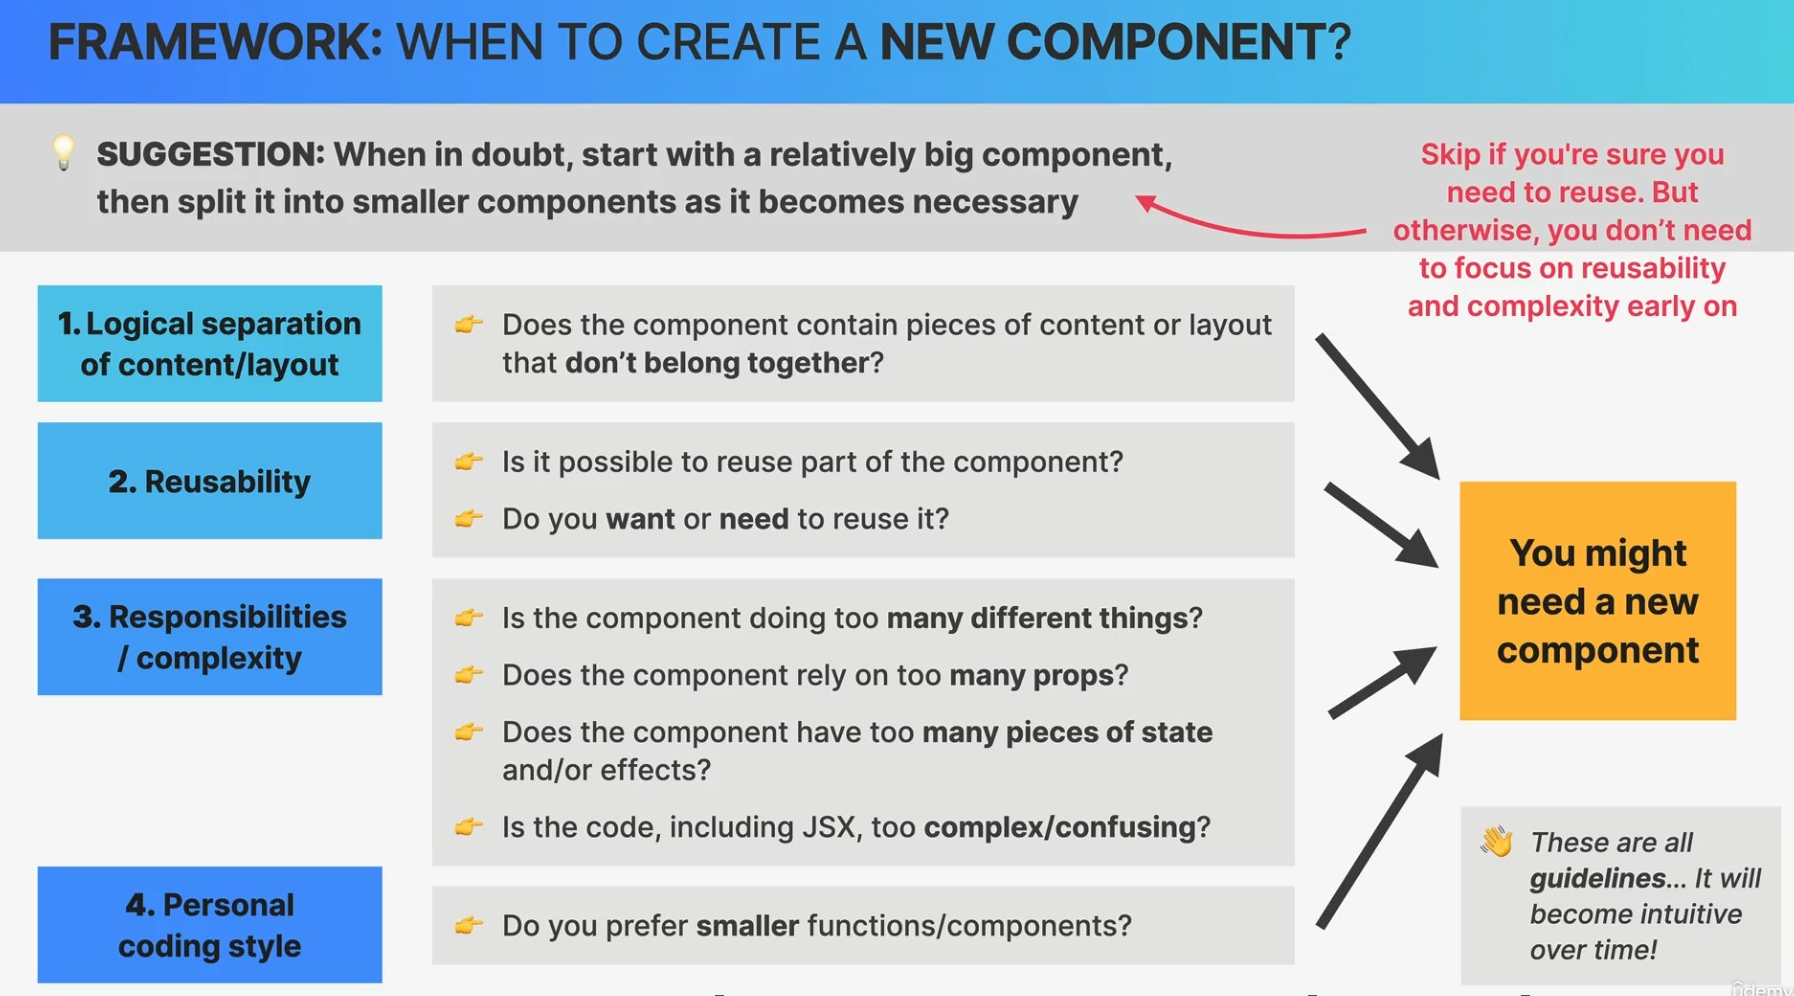 FRAMEWORK: WHEN TO CREATE A NEW COMPONENT?
SUGGESTION: When in doubt, start with a relatively big component,
then split it into smaller components as it becomes necessary
Skip if you're sure you
need to reuse. But
otherwise, you don’t need
to focus on reusability
and complexity early on
1. Logical separation
of content/layout
Does the component contain pieces of content or layout
that don’t belong together?
2. Reusability
Is it possible to reuse part of the component?
Do you want or need to reuse it?
3. Responsibilities
/ complexity
Is the component doing too many different things?
Does the component rely on too many props?
Does the component have too many pieces of state
and/or effects?
Is the code, including JSX, too complex/confusing?
4. Personal
coding style
Do you prefer smaller functions/components?
You might
need a new
component
These are all
guidelines... It will
become intuitive
over time!
ûdemy